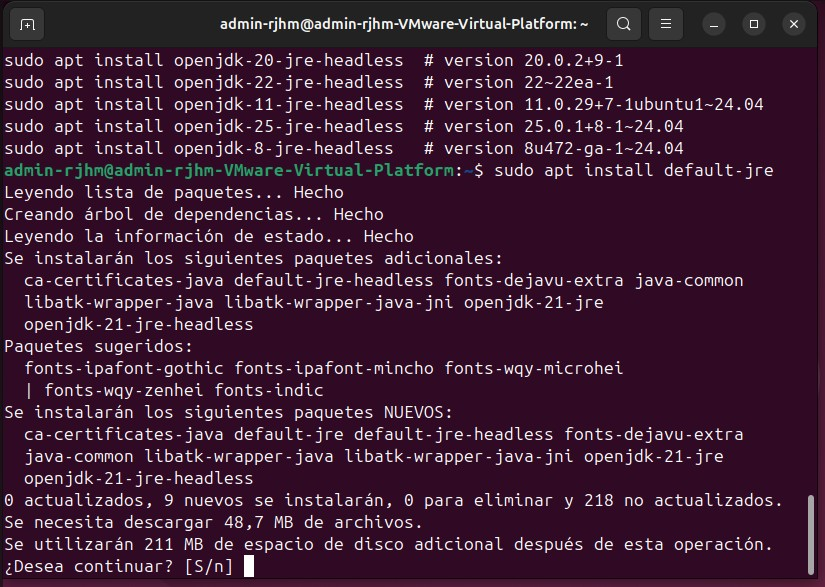 admin-rjhm@admin-rjhm-VMware-Virtual-Platform: ~
sudo apt install openjdk-20-jre-headless  # version 20.0.2+9-1
sudo apt install openjdk-22-jre-headless  # version 22~22ea-1
sudo apt install openjdk-11-jre-headless  # version 11.0.29+7-1ubuntu1~24.04
sudo apt install openjdk-25-jre-headless  # version 25.0.1+8-1~24.04
sudo apt install openjdk-8-jre-headless   # version 8u472-ga-1~24.04
admin-rjhm@admin-rjhm-VMware-Virtual-Platform:~$ sudo apt install default-jre
Leyendo lista de paquetes... Hecho
Creando árbol de dependencias... Hecho
Leyendo la información de estado... Hecho
Se instalarán los siguientes paquetes adicionales:
  ca-certificates-java default-jre-headless fonts-dejavu-extra java-common
  libatk-wrapper-java libatk-wrapper-java-jni openjdk-21-jre
  openjdk-21-jre-headless
Paquetes sugeridos:
  fonts-ipafont-gothic fonts-ipafont-mincho fonts-wqy-microhei
  | fonts-wqy-zenhei fonts-indic
Se instalarán los siguientes paquetes NUEVOS:
  ca-certificates-java default-jre default-jre-headless fonts-dejavu-extra
  java-common libatk-wrapper-java libatk-wrapper-java-jni openjdk-21-jre
  openjdk-21-jre-headless
0 actualizados, 9 nuevos se instalarán, 0 para eliminar y 218 no actualizados.
Se necesita descargar 48,7 MB de archivos.
Se utilizarán 211 MB de espacio de disco adicional después de esta operación.
¿Desea continuar? [S/n]